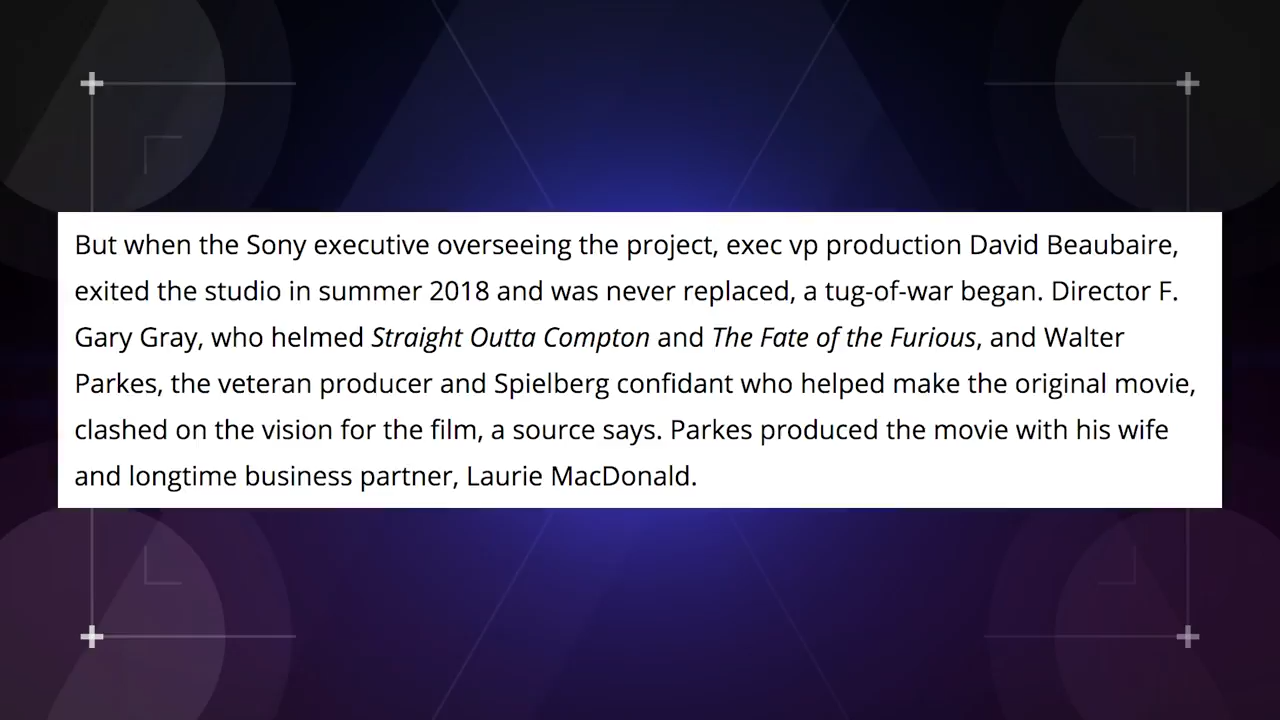 But when the Sony executive overseeing the project, exec vp production David Beaubaire,
exited the studio in summer 2018 and was never replaced, a tug-of-war began. Director F.
Gary Gray, who helmed Straight Outta Compton and The Fate of the Furious, and Walter
Parkes, the veteran producer and Spielberg confidant who helped make the original movie,
clashed on the vision for the film, a source says. Parkes produced the movie with his wife
and longtime business partner, Laurie MacDonald.